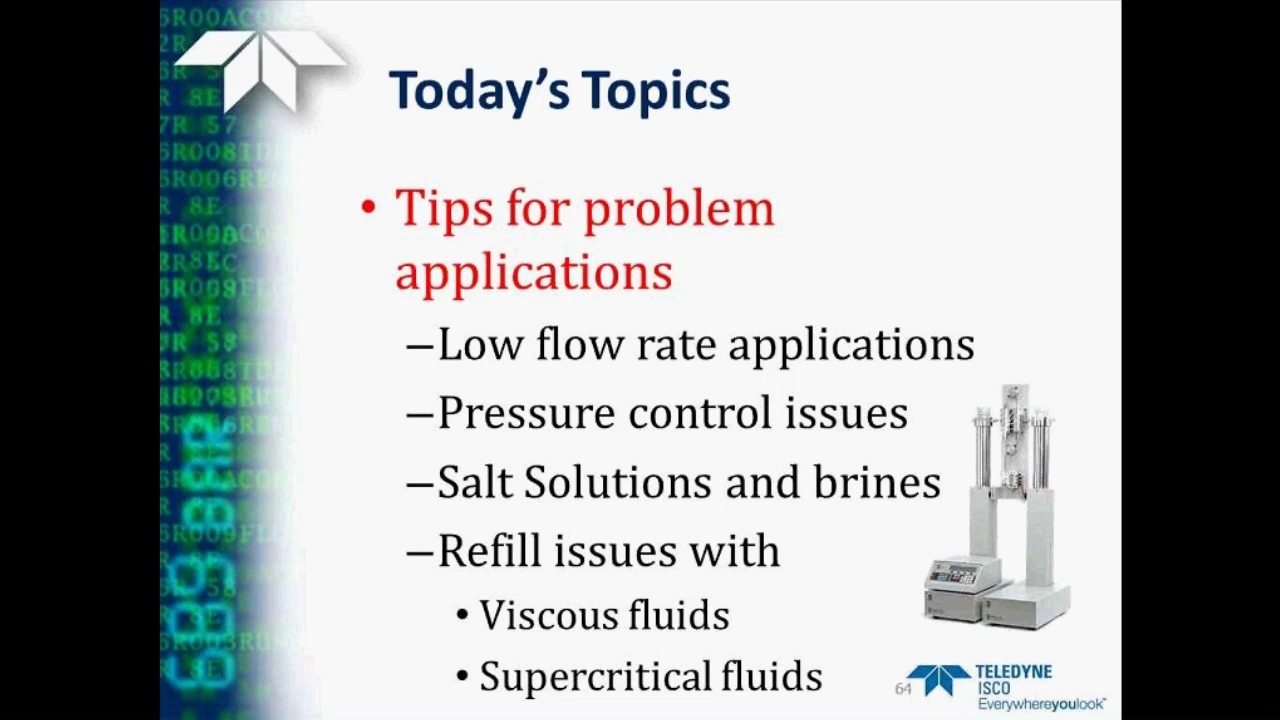 Today's Topics
• Tips for problem
applications
–Low flow rate applications
–Pressure control issues
–Salt Solutions and brines
–Refill issues with
• Viscous fluids
• Supercritical fluids
64
TELEDYNE
ISCO
Everywhereyoulook™